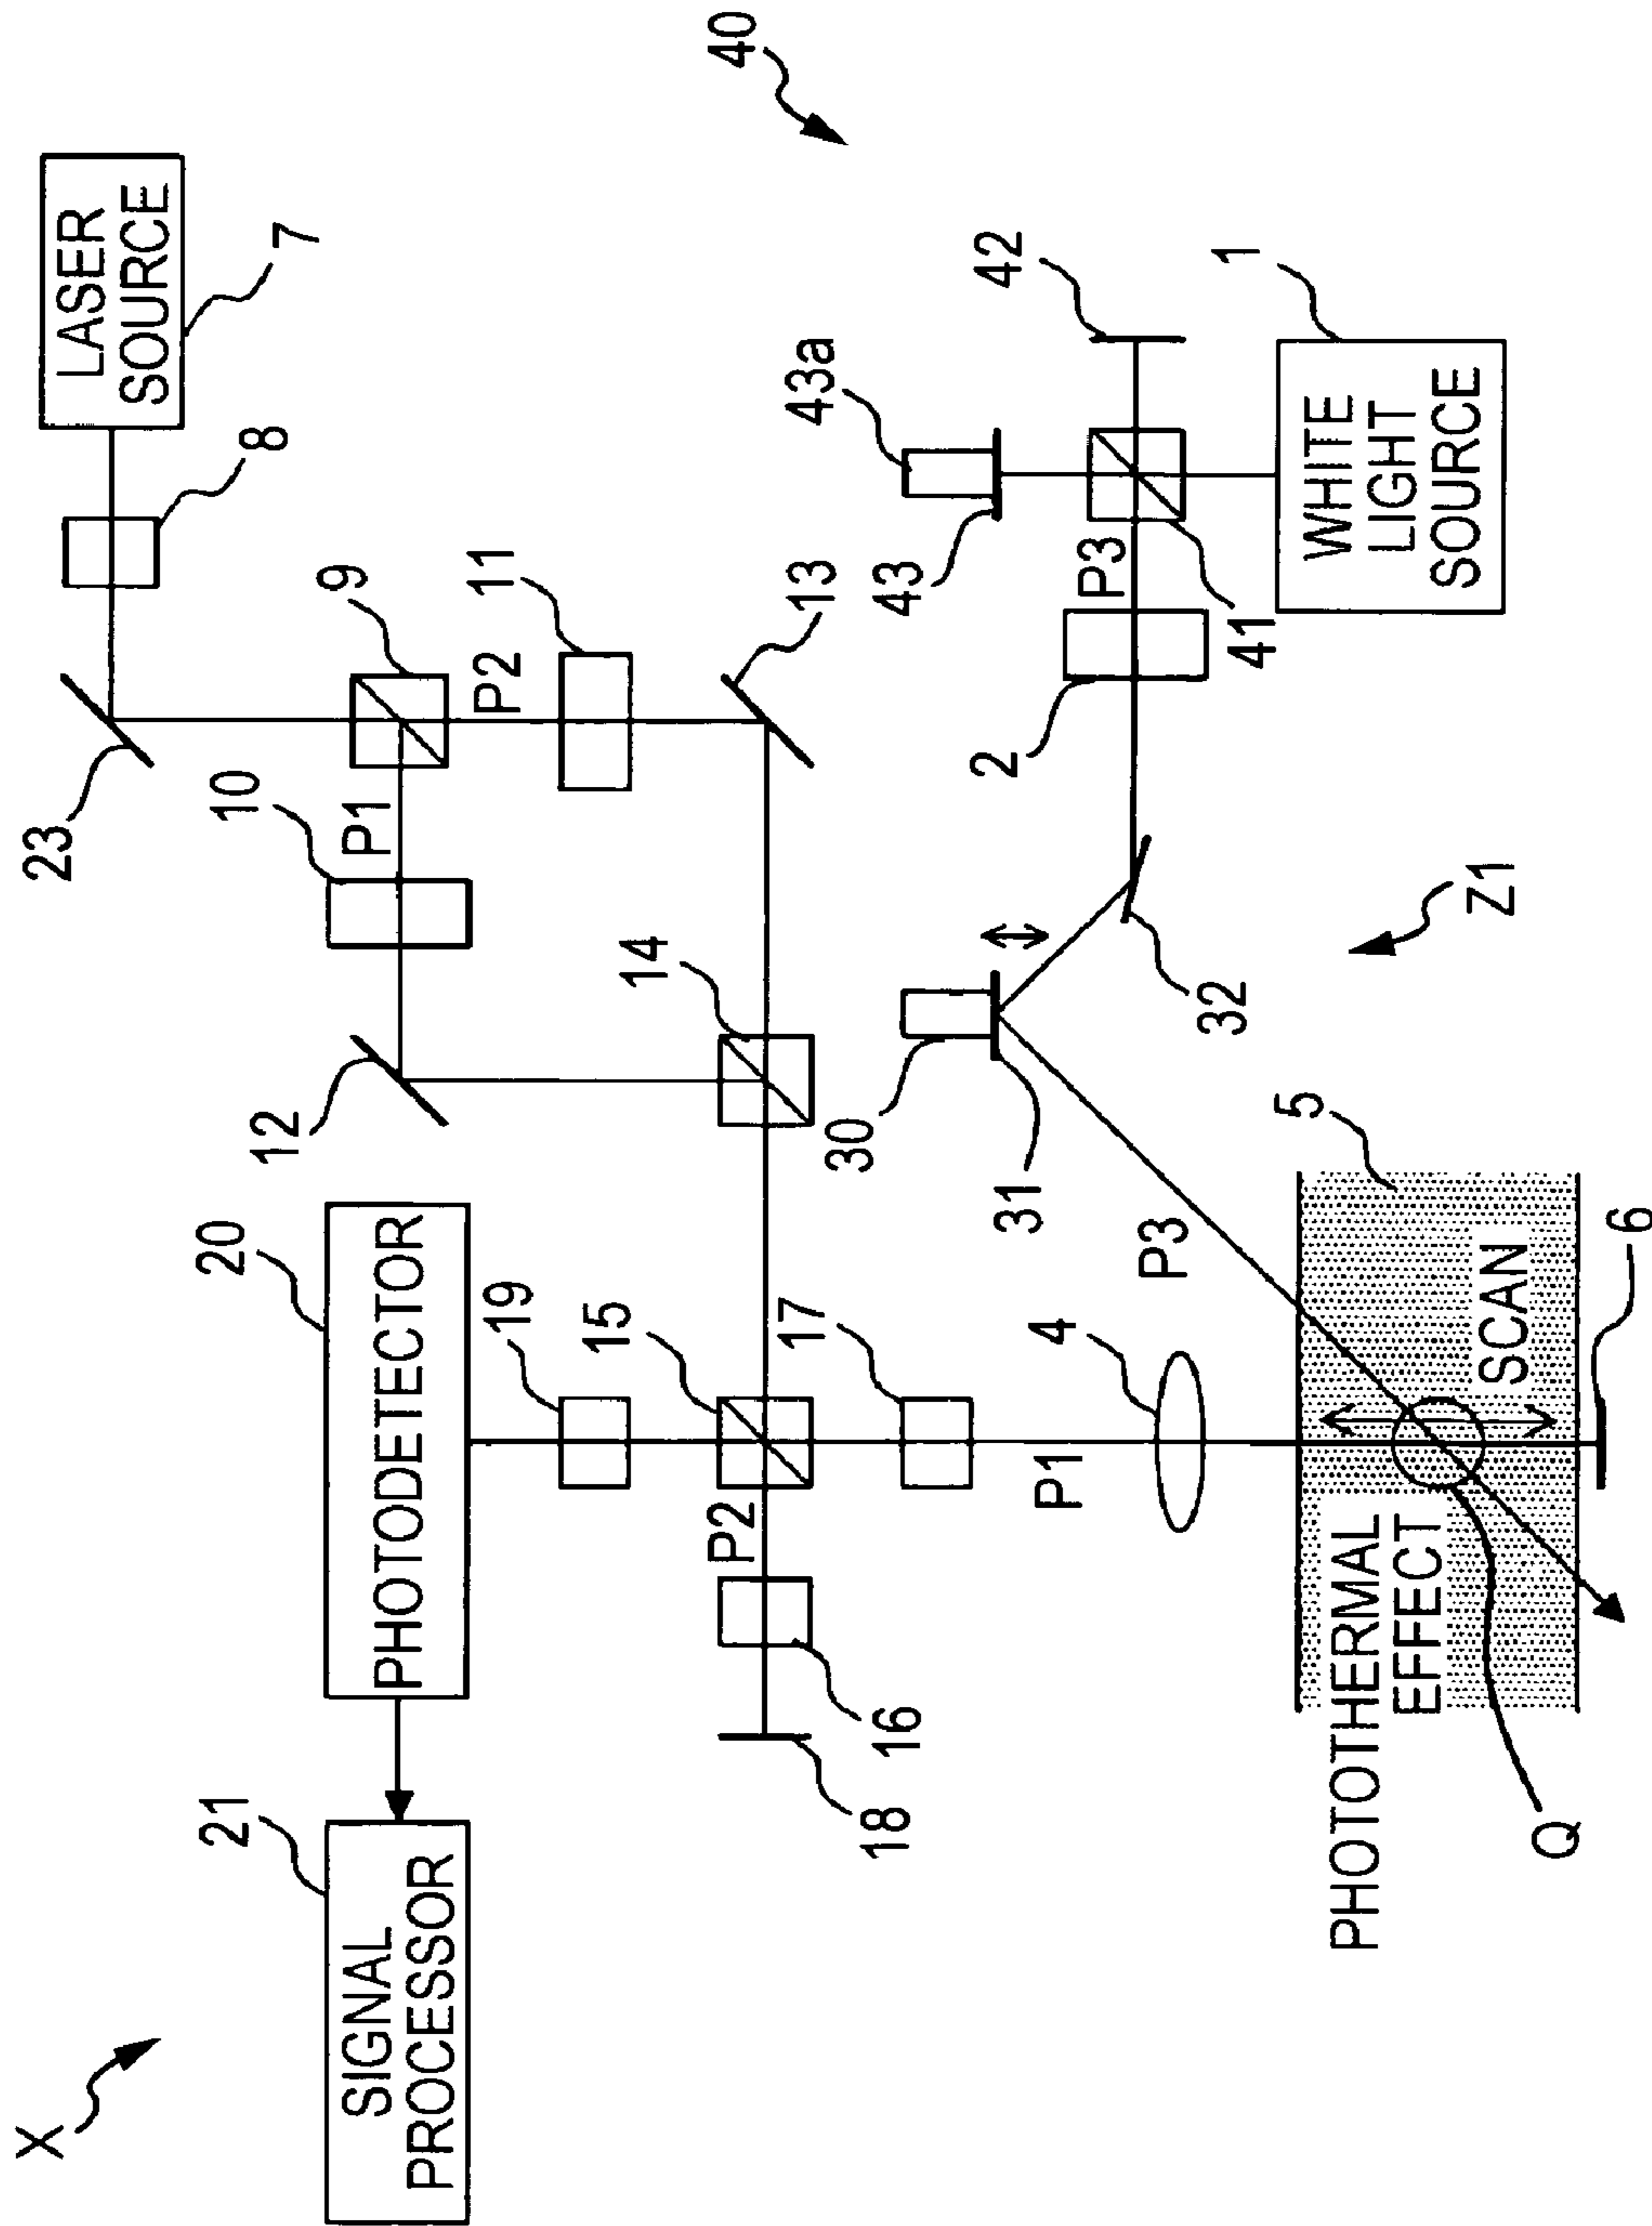 X
40
LASER
SOURCE
7
8
23
9
10
P1
P2
11
13
12
14
20
PHOTODETECTOR
21
SIGNAL
PROCESSOR
19
15
17
P2
16
18
4
P1
42
43a
43
1
WHITE
LIGHT
SOURCE
41
P3
2
32
Z1
30
31
P3
5
SCAN
6
PHOTOTHERMAL
EFFECT
Q